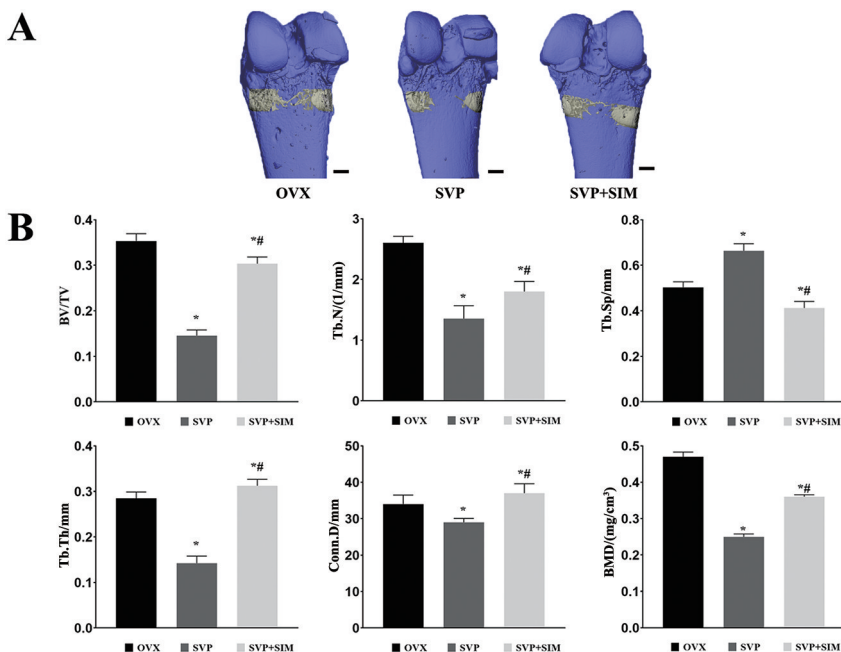 A
OVX SVP SVP+SIM
B
BV/TV
0.4
0.3
0.2
0.1
0.0
*
*#
OVX SVP SVP+SIM
Tb.N/(1/mm)
3
2
1
0
*
*#
OVX SVP SVP+SIM
Tb.Sp/mm
0.8
0.6
0.4
0.2
0.0
*
*#
OVX SVP SVP+SIM
Tb.Th/mm
0.4
0.3
0.2
0.1
0.0
*
*#
OVX SVP SVP+SIM
Conn.D/mm
50
40
30
20
10
0
*
*#
OVX SVP SVP+SIM
BMD/(mg/cm³)
0.5
0.4
0.3
0.2
0.1
0.0
*
*#
OVX SVP SVP+SIM